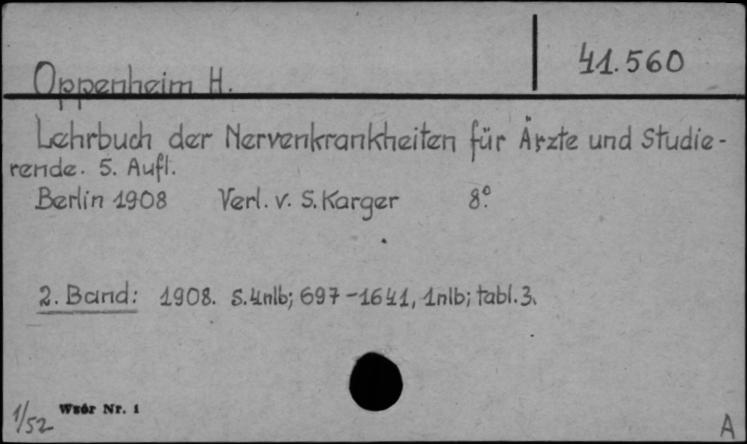 41.560
Oppenheim H.
Lehrbuch der Nervenkrankheiten für Ärzte und Studie-
rende. 5. Aufl.
Berlin 1908 Verl. v. S. Karger 8°
2. Band: 1908. S. 4nlb; 697-1641, 1nlb; tabl. 3.
Wzór Nr. 1
1/52
A